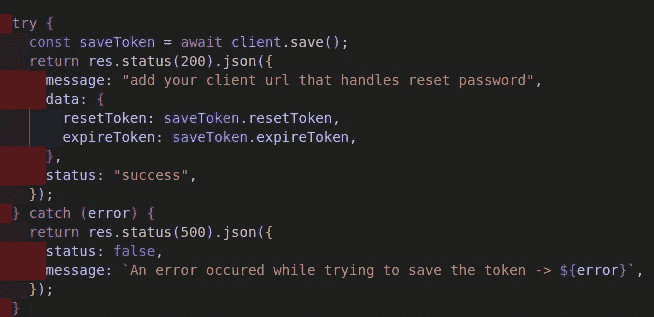 try {
const saveToken = await client.save();
return res.status(200).json({
message: "add your client url that handles reset password",
data: {
resetToken: saveToken.resetToken,
expireToken: saveToken.expireToken,
},
status: "success",
});
} catch (error) {
return res.status(500).json({
status: false,
message: `An error occured while trying to save the token -> ${error}`,
});
}